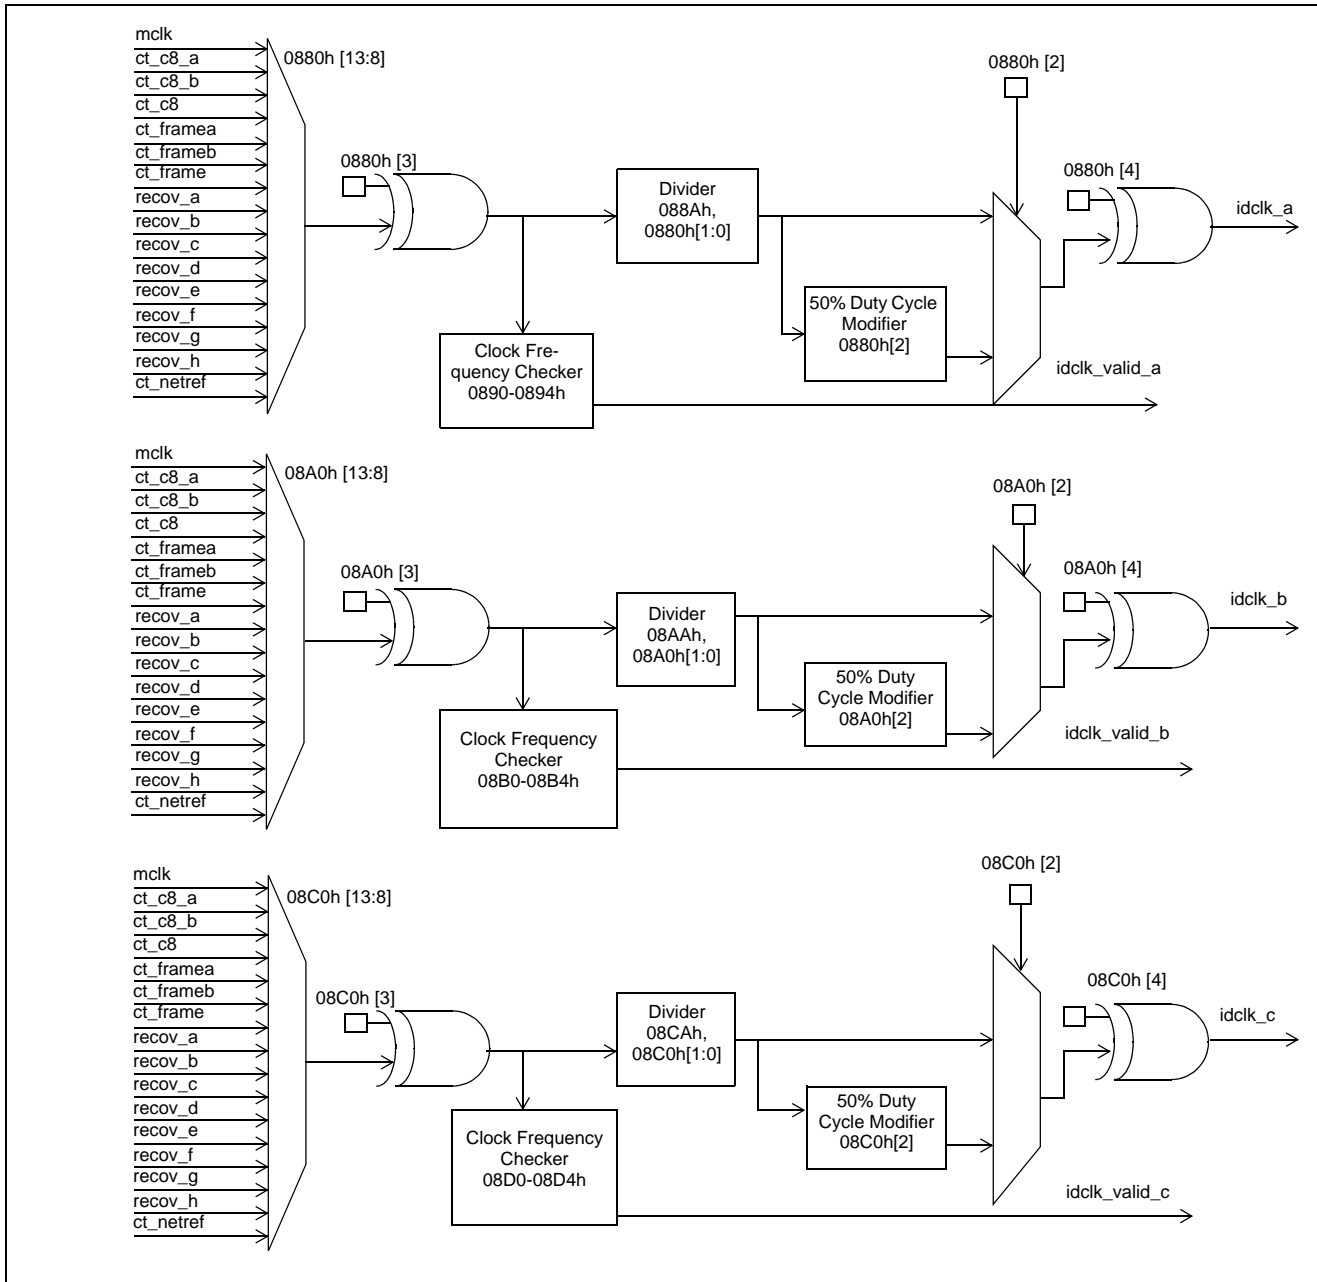 mclk
ct_c8_a
ct_c8_b
ct_c8
ct_framea
ct_frameb
ct_frame
recov_a
recov_b
recov_c
recov_d
recov_e
recov_f
recov_g
recov_h
ct_netref
0880h [13:8]
0880h [3]
Clock Fre-
quency Checker
0890-0894h
Divider
088Ah,
0880h[1:0]
50% Duty Cycle
Modifier
0880h[2]
0880h [2]
0880h [4]
idclk_a
idclk_valid_a
mclk
ct_c8_a
ct_c8_b
ct_c8
ct_framea
ct_frameb
ct_frame
recov_a
recov_b
recov_c
recov_d
recov_e
recov_f
recov_g
recov_h
ct_netref
08A0h [13:8]
08A0h [3]
Clock Frequency
Checker
08B0-08B4h
Divider
08AAh,
08A0h[1:0]
50% Duty
Cycle Modifier
08A0h[2]
08A0h [2]
08A0h [4]
idclk_b
idclk_valid_b
mclk
ct_c8_a
ct_c8_b
ct_c8
ct_framea
ct_frameb
ct_frame
recov_a
recov_b
recov_c
recov_d
recov_e
recov_f
recov_g
recov_h
ct_netref
08C0h [13:8]
08C0h [3]
Clock Frequency
Checker
08D0-08D4h
Divider
08CAh,
08C0h[1:0]
50% Duty
Cycle Modifier
08C0h[2]
08C0h [2]
08C0h [4]
idclk_c
idclk_valid_c